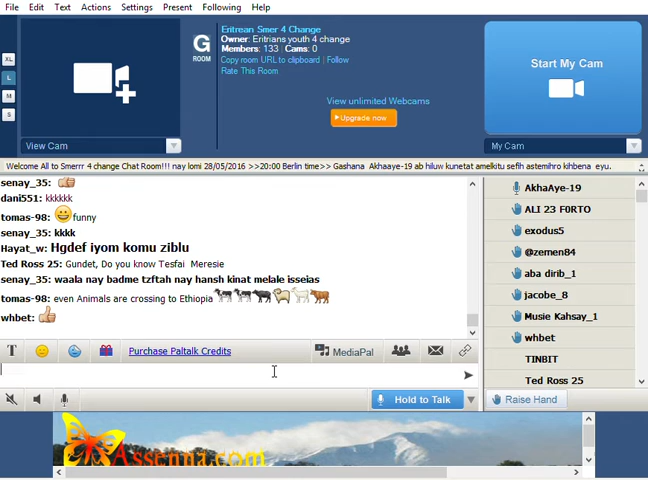 File Edit Text Actions Settings Present Following Help
XL
L
M
S
View Cam
G
ROOM
Eritrean Smer 4 Change
Owner: Eritrians youth 4 change
Members: 133 | Cams: 0
Copy room URL to clipboard | Follow
Rate This Room
View unlimited Webcams
Upgrade now
Start My Cam
My Cam
Welcome All to Smerrr 4 change Chat Room!!! nay lomi 28/05/2016 >>20:00 Berlin time>> Gashana Akhaaye-19 ab hiluw kunetat amelkitu sefih astemihro kihbena eyu.
senay_35:
dani551: kkkkkk
tomas-98: funny
senay_35: kkkk
Hayat_w: Hgdef iyom komu ziblu
Ted Ross 25: Gundet, Do you know Tesfai Meresie
senay_35: waala nay badme tzftah nay hansh kinat melale isseias
tomas-98: even Animals are crossing to Ethiopia
whbet:
AkhaAye-19
ALI 23 F0RTO
exodus5
@zemen84
aba dirib_1
jacobe_8
Musie Kahsay_1
whbet
TINBIT
Ted Ross 25
T
Purchase Paltalk Credits
MediaPal
Hold to Talk
Raise Hand
Assenna.com